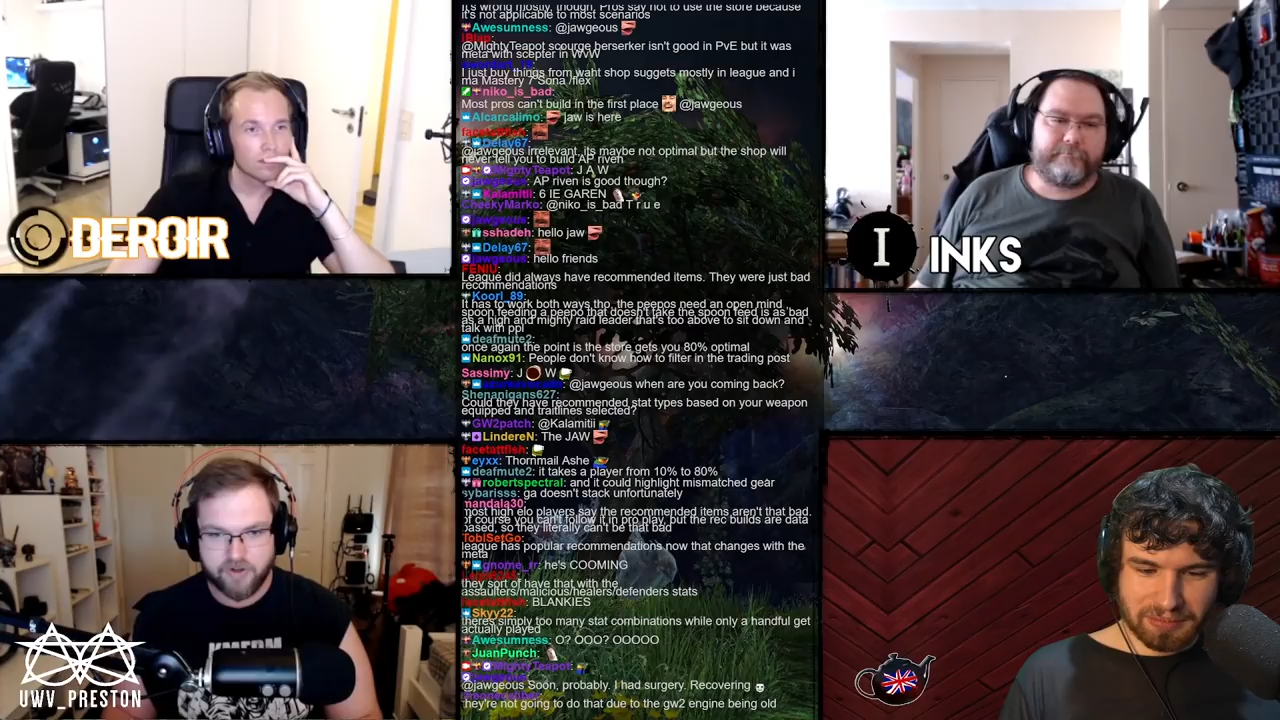 it's wrong mostly, though. Pros say not to use the store because
it's not applicable to most scenarios
Awesumness: @jawgeous
@MightyTeapot scourge berserker isn't good in PvE but it was
meta with scepter in WvW
I just buy things from waht shop suggets mostly in league and i
ma Mastery 7 Sona /flex
niko_is_bad:
Most pros can't build in the first place @jawgeous
Alcarcalimo: jaw is here
facetattfish:
Delay67:
@jawgeous irrelevant, its maybe not optimal but the shop will
never tell you to build AP riven
MightyTeapot: J A W
jawgeous: AP riven is good though?
Kalamitii: 6 IE GAREN
CheekyMarko: @niko_is_bad T r u e
jawgeous:
sshadeh: hello jaw
Delay67:
jawgeous: hello friends
FENIU:
League did always have recommended items. They were just bad
recommendations
Koorl_89:
It has to work both ways tho, the peepos need an open mind
spoon feeding a peepo that doesn't take the spoon feed is as bad
as a high and mighty raid leader that's too above to sit down and
talk with ppl
deafmute2:
once again the point is the store gets you 80% optimal
Nanox91: People don't know how to filter in the trading post
Sassimy: J W
: @jawgeous when are you coming back?
Shenanigans627:
Could they have recommended stat types based on your weapon
equipped and traitlines selected?
GW2patch: @Kalamitii
LindereN: The JAW
facetattfish:
eyxx: Thornmail Ashe
deafmute2: it takes a player from 10% to 80%
robertspectral: and it could highlight mismatched gear
sybarisss: ga doesn't stack unfortunately
mandala30:
most high elo players say the recommended items aren't that bad.
of course you can't follow it in pro play, but the rec builds are data
based, so they literally can't be that bad
TobiSetGo:
league has popular recommendations now that changes with the
meta
gnome_rr: he's COOMING
they sort of have that with the
assaulters/malicious/healers/defenders stats
facetattfish: BLANKIES
Skyy22:
theres simply too many stat combinations while only a handful get
actually played
Awesumness: O? OOO? OOOOO
JuanPunch:
MightyTeapot:
@jawgeous Soon, probably. I had surgery. Recovering
they're not going to do that due to the gw2 engine being old
DEROIR
I INKS
UWV_PRESTON